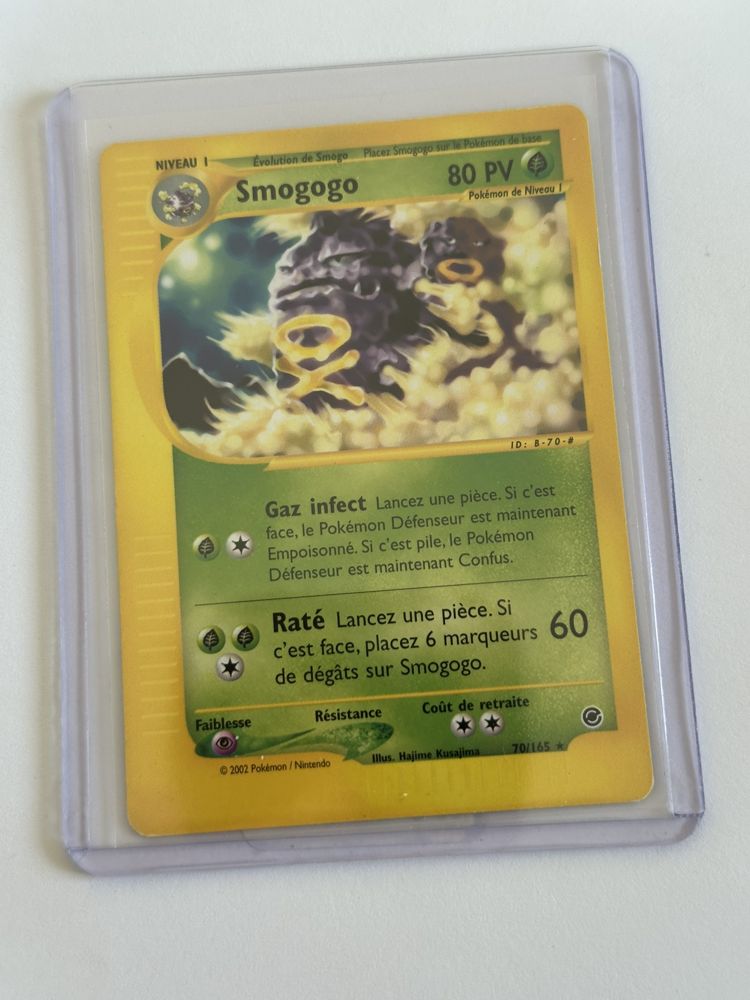 NIVEAU 1 Évolution de Smogo Placez Smogogo sur le Pokémon de base
Smogogo 80 PV
Pokémon de Niveau 1
ID: B-70-#
Gaz infect Lancez une pièce. Si c'est
face, le Pokémon Défenseur est maintenant
Empoisonné. Si c'est pile, le Pokémon
Défenseur est maintenant Confus.
Raté Lancez une pièce. Si
c'est face, placez 6 marqueurs 60
de dégâts sur Smogogo.
Faiblesse Résistance Coût de retraite
Illus. Hajime Kusajima 70/165 ★
© 2002 Pokémon / Nintendo